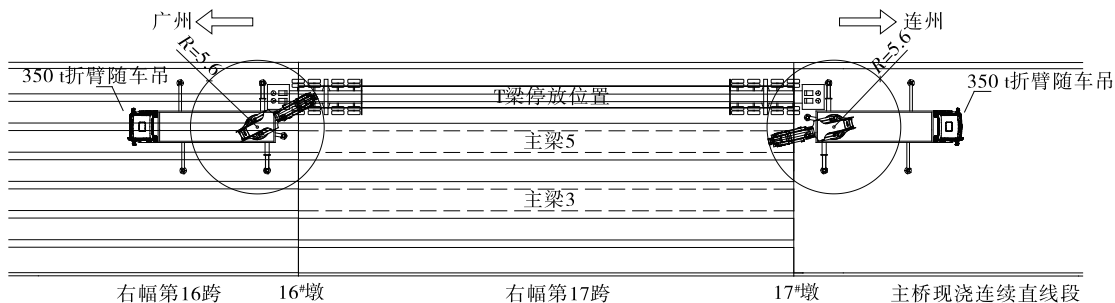 广州
连州
R=5.6
R=5.6
350 t折臂随车吊
350 t折臂随车吊
T梁停放位置
主梁5
主梁3
右幅第16跨
16#墩
右幅第17跨
17#墩
主桥现浇连续直线段